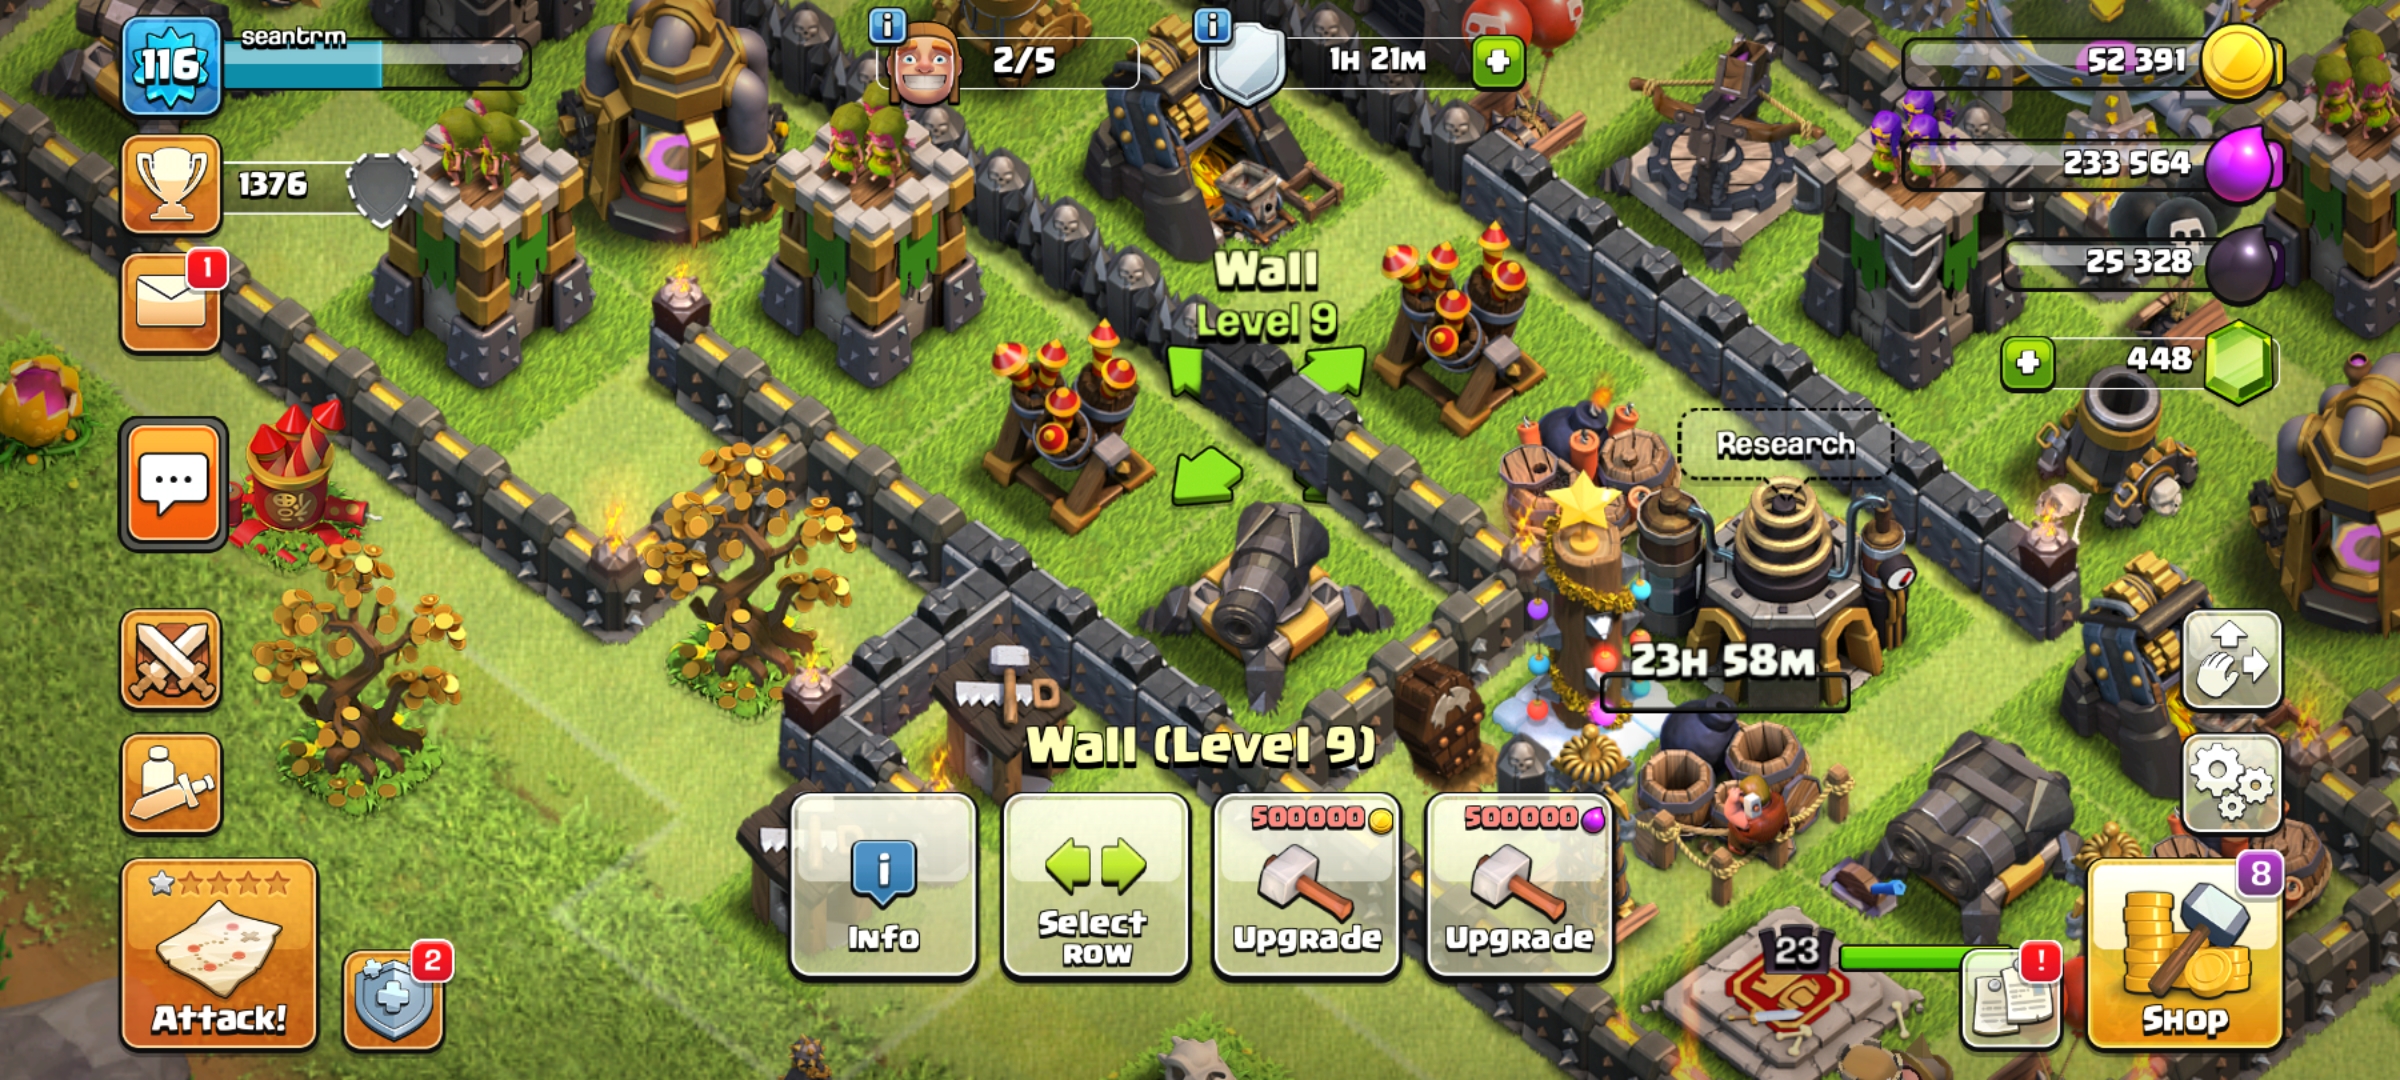 116
seantrm
2/5
1H 21M
52 391
1376
233 564
1
25 328
448
Wall
Level 9
Research
23H 58M
Wall (Level 9)
Info
Select
ROW
500000
Upgrade
500000
Upgrade
Attack!
2
23
!
8
Shop